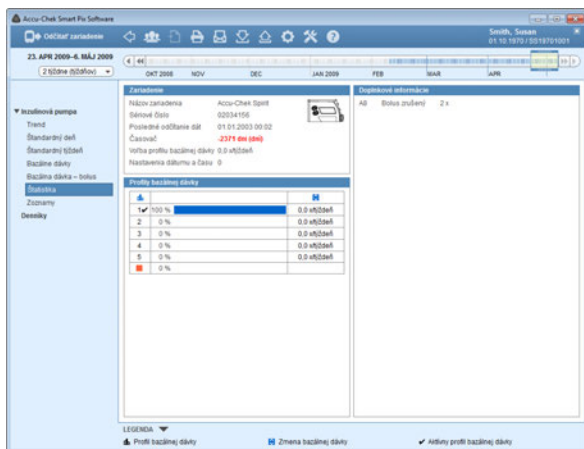 Accu-Chek Smart Pix Software
Odčítať zariadenie
Smith, Susan
01.10.1970 / SS19701001
23. APR 2009–6. MÁJ 2009
2 týždne (týždňov)
OKT 2008 NOV DEC JAN 2009 FEB MAR APR
Inzulínová pumpa
Trend
Štandardný deň
Štandardný týždeň
Bazálne dávky
Bazálna dávka – bolus
Štatistika
Zoznamy
Denníky
Zariadenie
Názov zariadenia Accu-Chek Spirit
Sériové číslo 02034156
Posledné odčítanie dát 01.01.2003 00:02
Časovač -2371 dní (dni)
Voľba profilu bazálnej dávky 0,0 x/týždeň
Nastavenia dátumu a času 0
Profily bazálnej dávky
1 100 % 0,0 x/týždeň
2 0 % 0,0 x/týždeň
3 0 % 0,0 x/týždeň
4 0 % 0,0 x/týždeň
5 0 % 0,0 x/týždeň
0 %
Doplnkové informácie
A8 Bolus zrušený 2 x
LEGENDA
Profil bazálnej dávky Zmena bazálnej dávky Aktívny profil bazálnej dávky